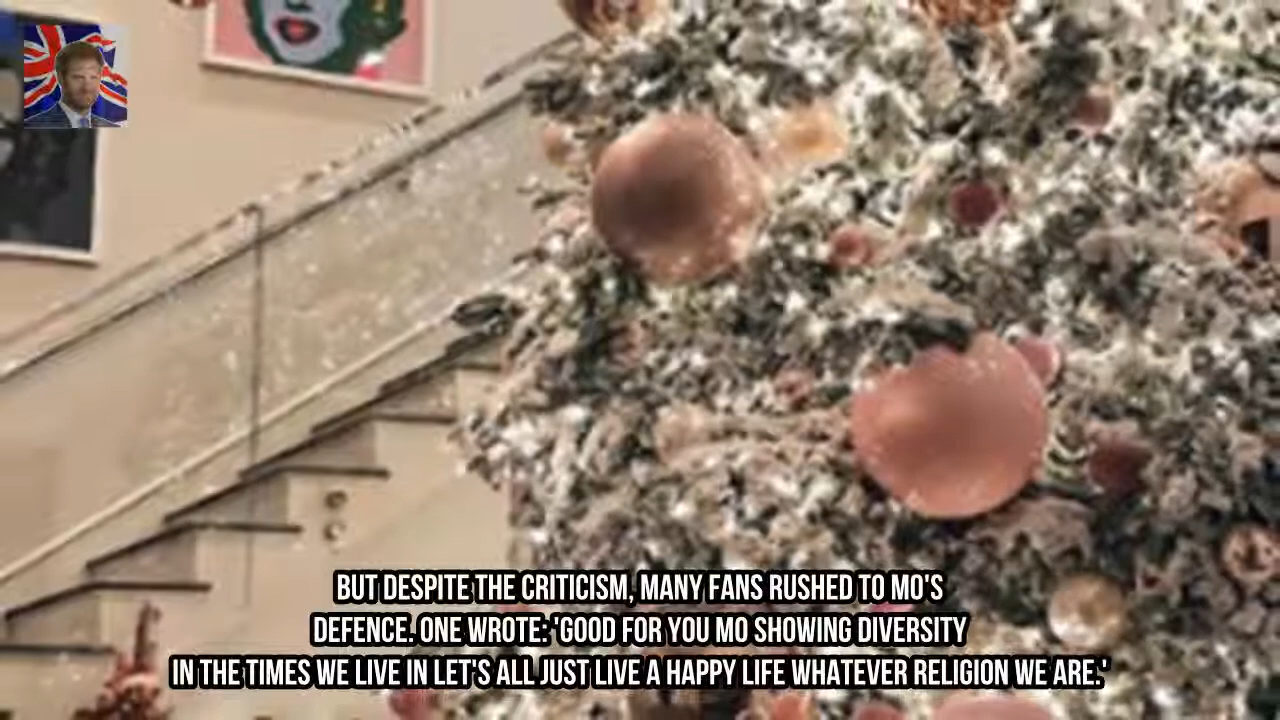 BUT DESPITE THE CRITICISM, MANY FANS RUSHED TO MO'S
DEFENCE. ONE WROTE: 'GOOD FOR YOU MO SHOWING DIVERSITY
IN THE TIMES WE LIVE IN LET'S ALL JUST LIVE A HAPPY LIFE WHATEVER RELIGION WE ARE.'